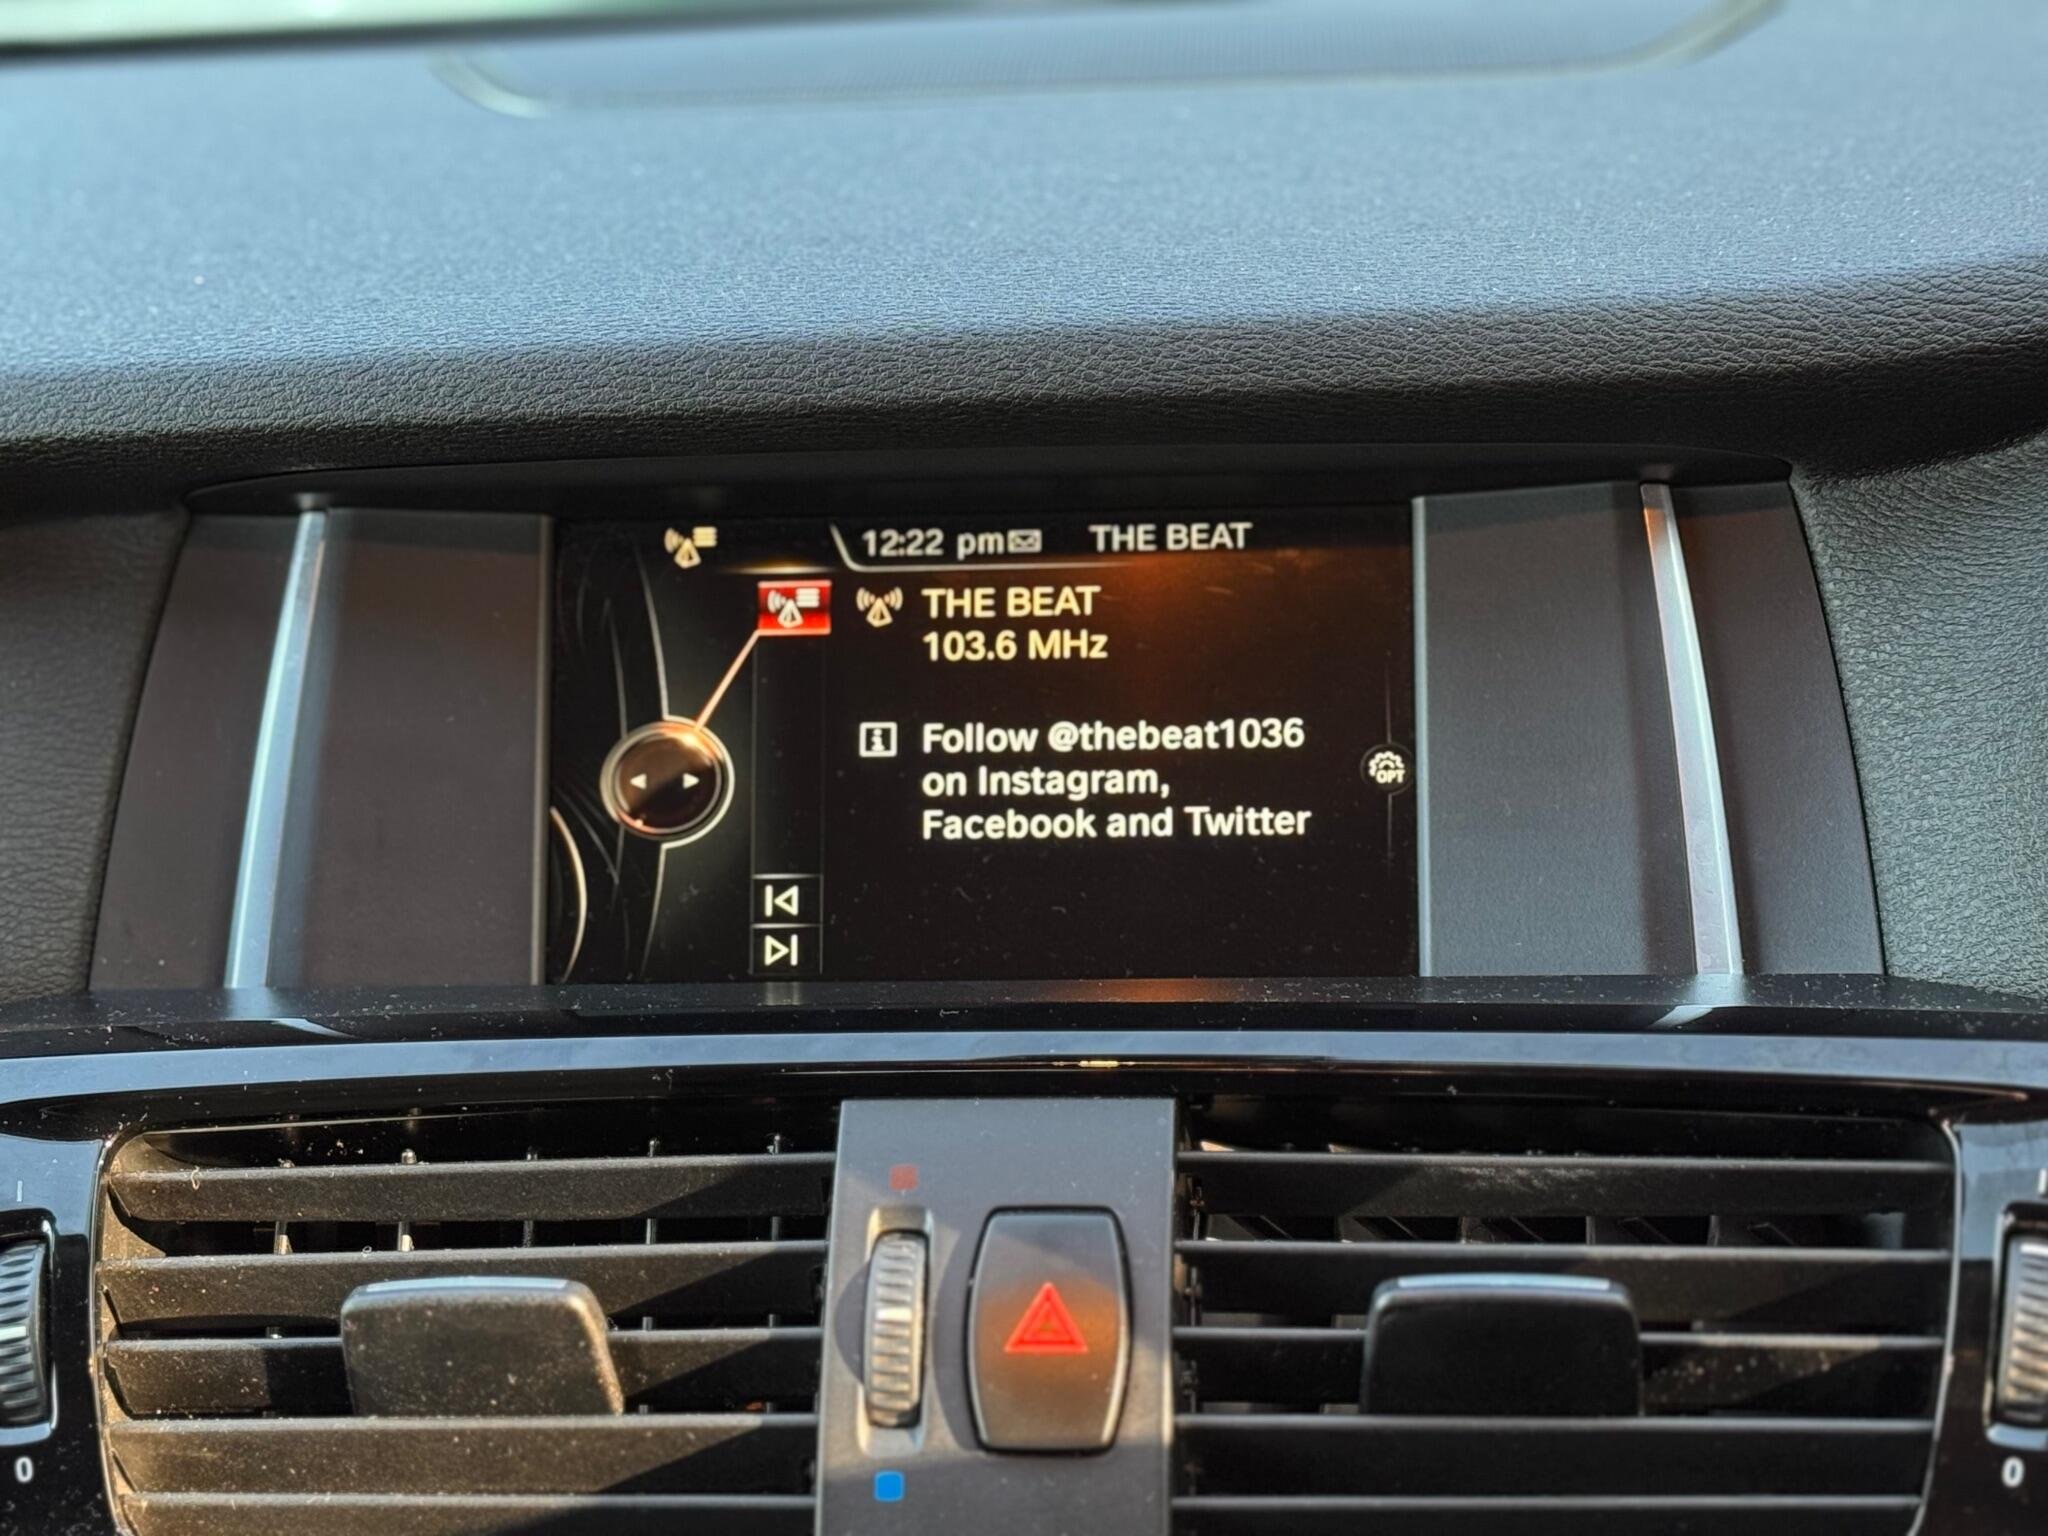 12:22 pm THE BEAT
THE BEAT
103.6 MHz
Follow @thebeat1036
on Instagram,
Facebook and Twitter
OPT
0
0